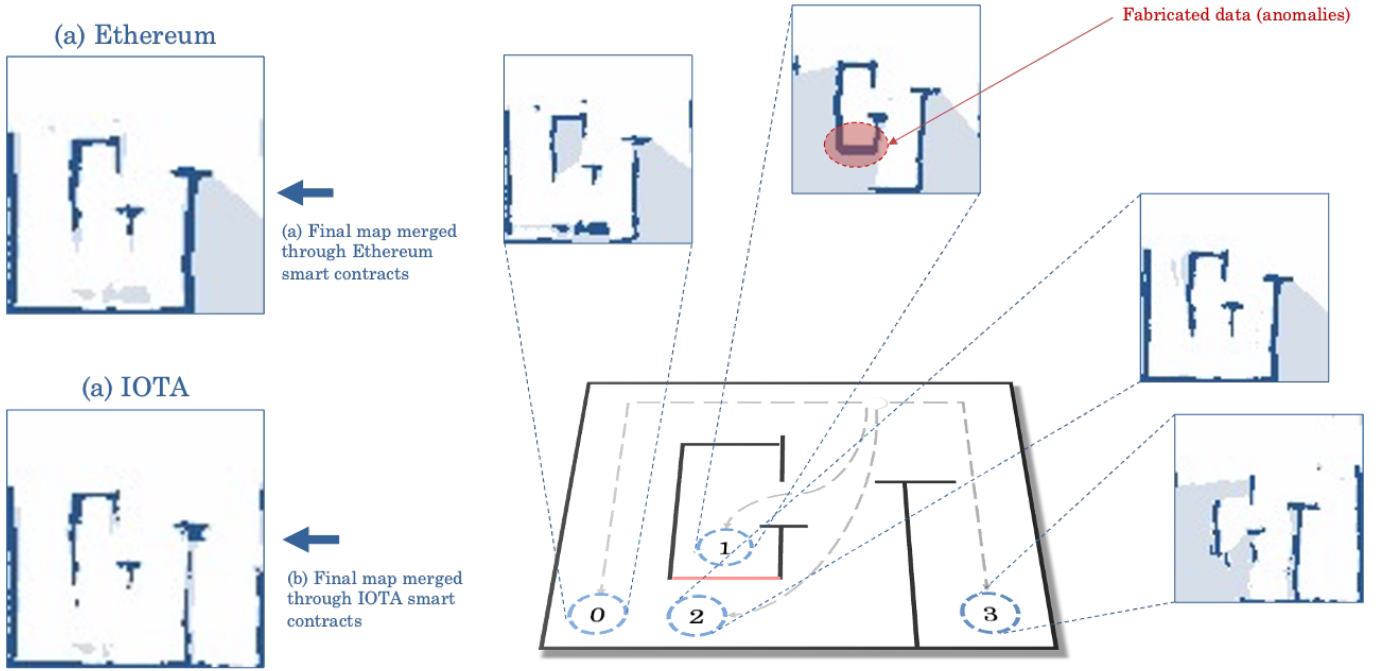 (a) Ethereum
(a) Final map merged
through Ethereum
smart contracts
(a) IOTA
(b) Final map merged
through IOTA smart
contracts
Fabricated data (anomalies)
1
0
2
3